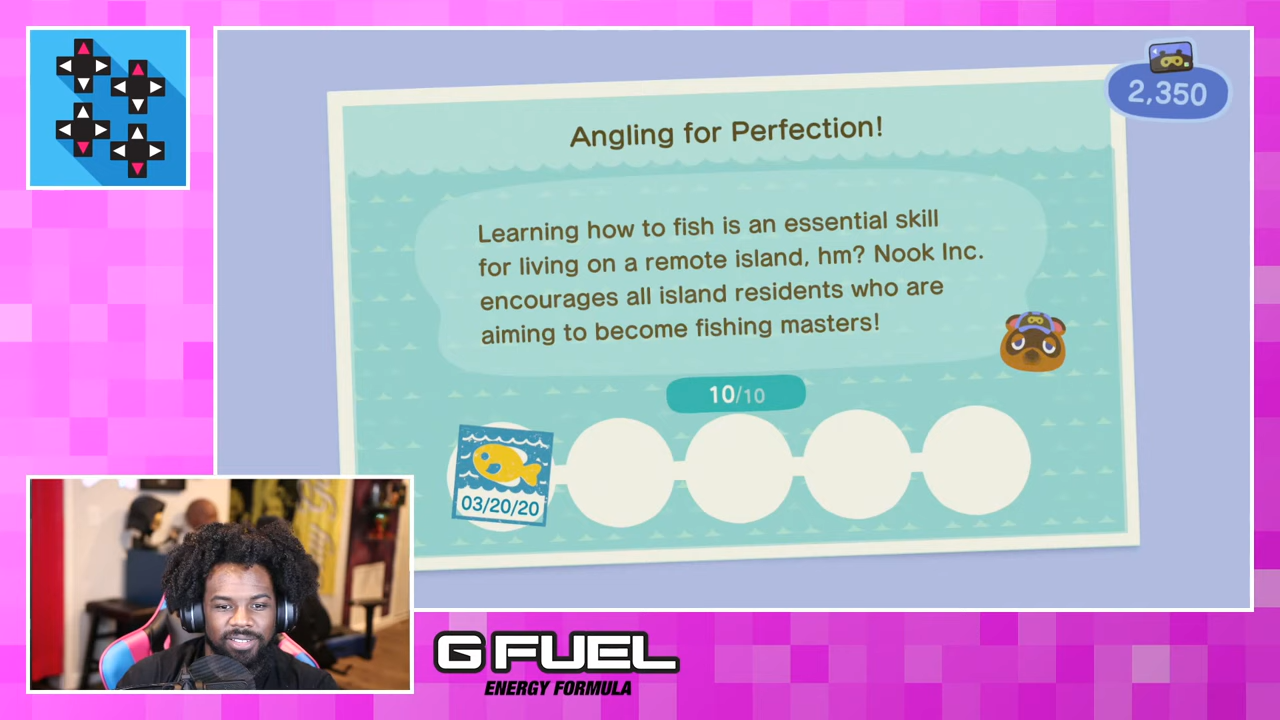 2,350
Angling for Perfection!
Learning how to fish is an essential skill
for living on a remote island, hm? Nook Inc.
encourages all island residents who are
aiming to become fishing masters!
10/10
03/20/20
G FUEL
ENERGY FORMULA